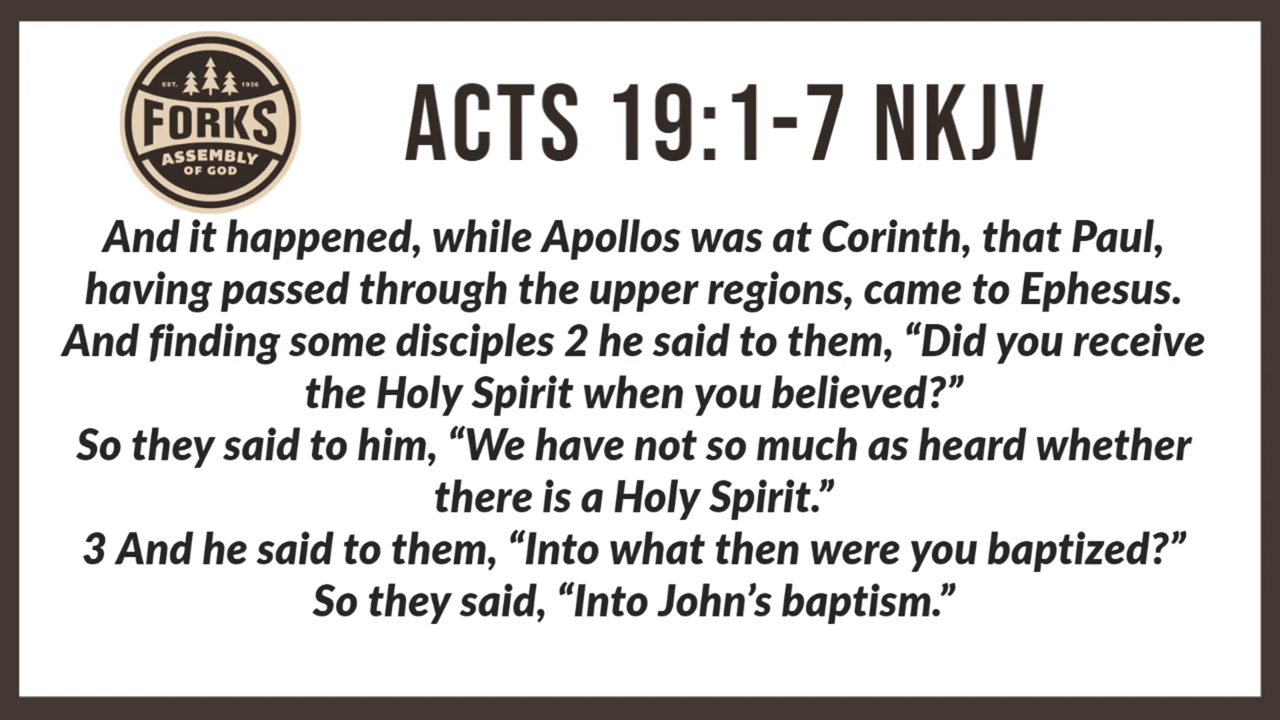 EST. 1936
FORKS
ASSEMBLY
OF GOD
ACTS 19:1-7 NKJV
And it happened, while Apollos was at Corinth, that Paul,
having passed through the upper regions, came to Ephesus.
And finding some disciples 2 he said to them, “Did you receive
the Holy Spirit when you believed?”
So they said to him, “We have not so much as heard whether
there is a Holy Spirit.”
3 And he said to them, “Into what then were you baptized?”
So they said, “Into John’s baptism.”